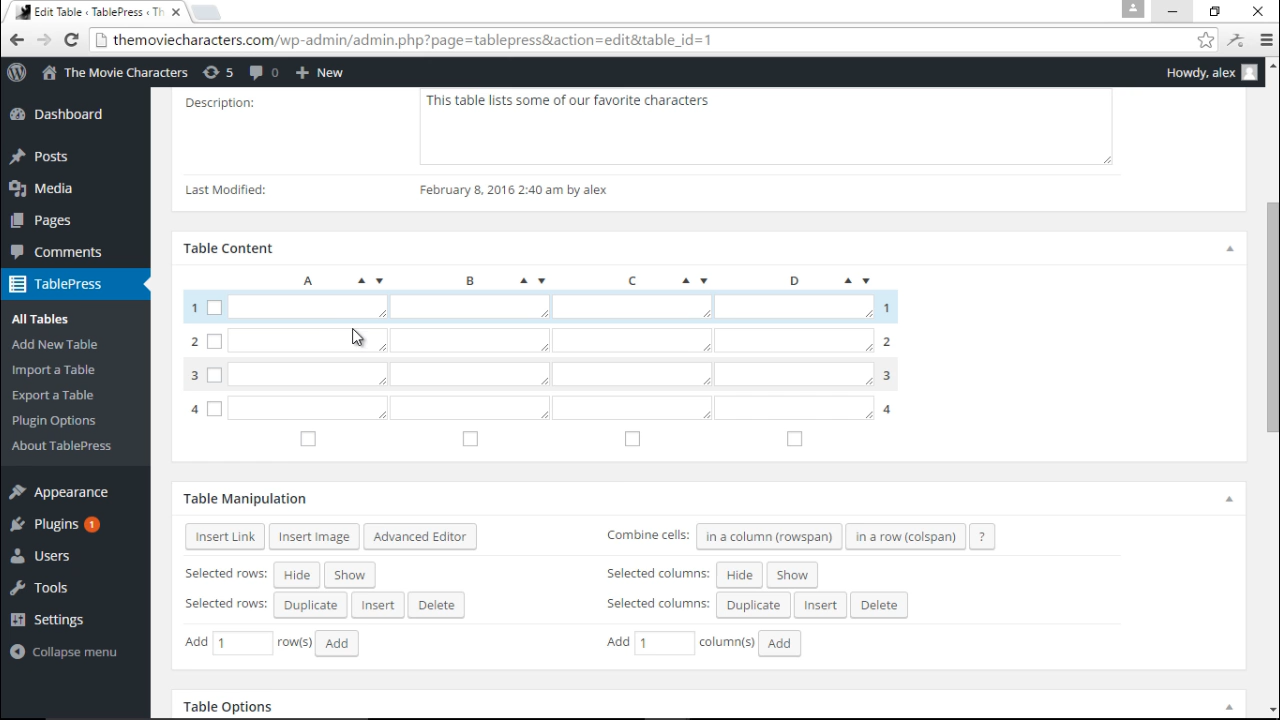 Edit Table ‹ TablePress ‹ Th
themoviecharacters.com/wp-admin/admin.php?page=tablepress&action=edit&table_id=1
The Movie Characters 5 0 New Howdy, alex
Dashboard
Posts
Media
Pages
Comments
TablePress
All Tables
Add New Table
Import a Table
Export a Table
Plugin Options
About TablePress
Appearance
Plugins 1
Users
Tools
Settings
Collapse menu
Description: This table lists some of our favorite characters
Last Modified: February 8, 2016 2:40 am by alex
Table Content
A B C D
1 1
2 2
3 3
4 4
Table Manipulation
Insert Link Insert Image Advanced Editor Combine cells: in a column (rowspan) in a row (colspan) ?
Selected rows: Hide Show Selected columns: Hide Show
Selected rows: Duplicate Insert Delete Selected columns: Duplicate Insert Delete
Add 1 row(s) Add Add 1 column(s) Add
Table Options